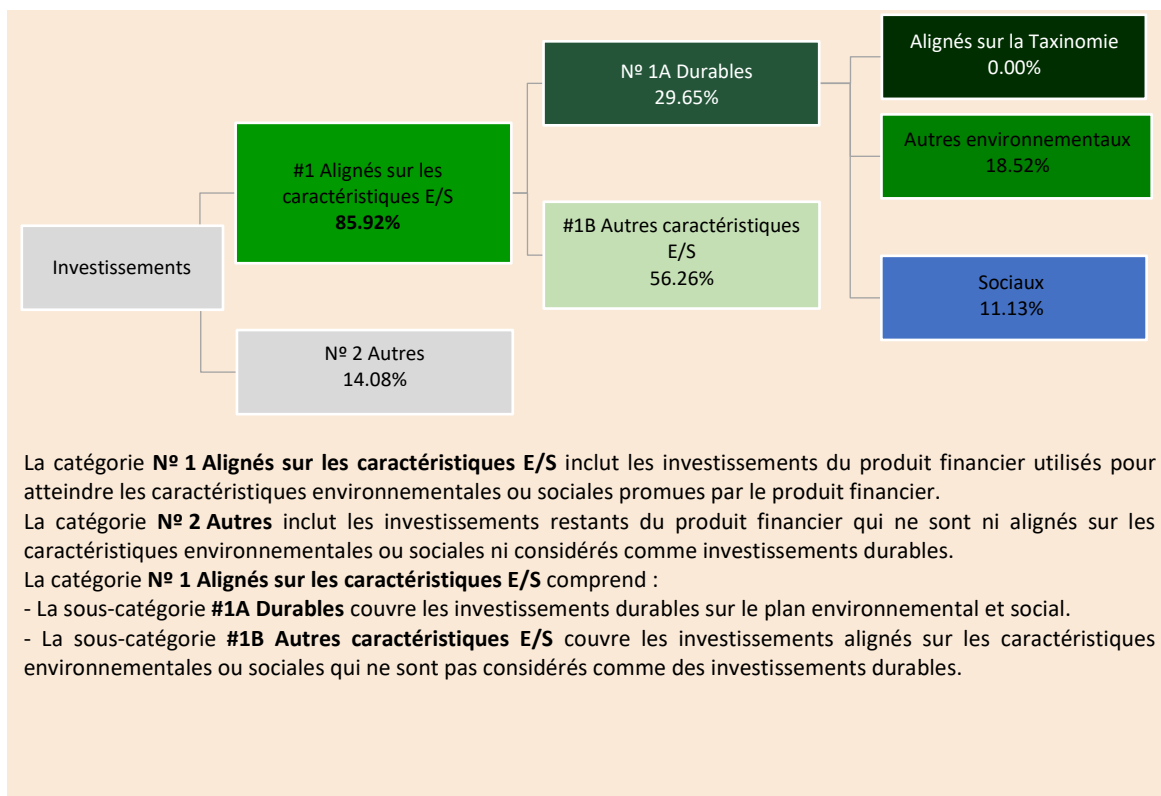 Investissements
#1 Alignés sur les
caractéristiques E/S
85.92%
Nº 2 Autres
14.08%
Nº 1A Durables
29.65%
#1B Autres caractéristiques
E/S
56.26%
Alignés sur la Taxinomie
0.00%
Autres environnementaux
18.52%
Sociaux
11.13%
La catégorie Nº 1 Alignés sur les caractéristiques E/S inclut les investissements du produit financier utilisés pour
atteindre les caractéristiques environnementales ou sociales promues par le produit financier.
La catégorie Nº 2 Autres inclut les investissements restants du produit financier qui ne sont ni alignés sur les
caractéristiques environnementales ou sociales ni considérés comme investissements durables.
La catégorie Nº 1 Alignés sur les caractéristiques E/S comprend :
- La sous-catégorie #1A Durables couvre les investissements durables sur le plan environnemental et social.
- La sous-catégorie #1B Autres caractéristiques E/S couvre les investissements alignés sur les caractéristiques
environnementales ou sociales qui ne sont pas considérés comme des investissements durables.